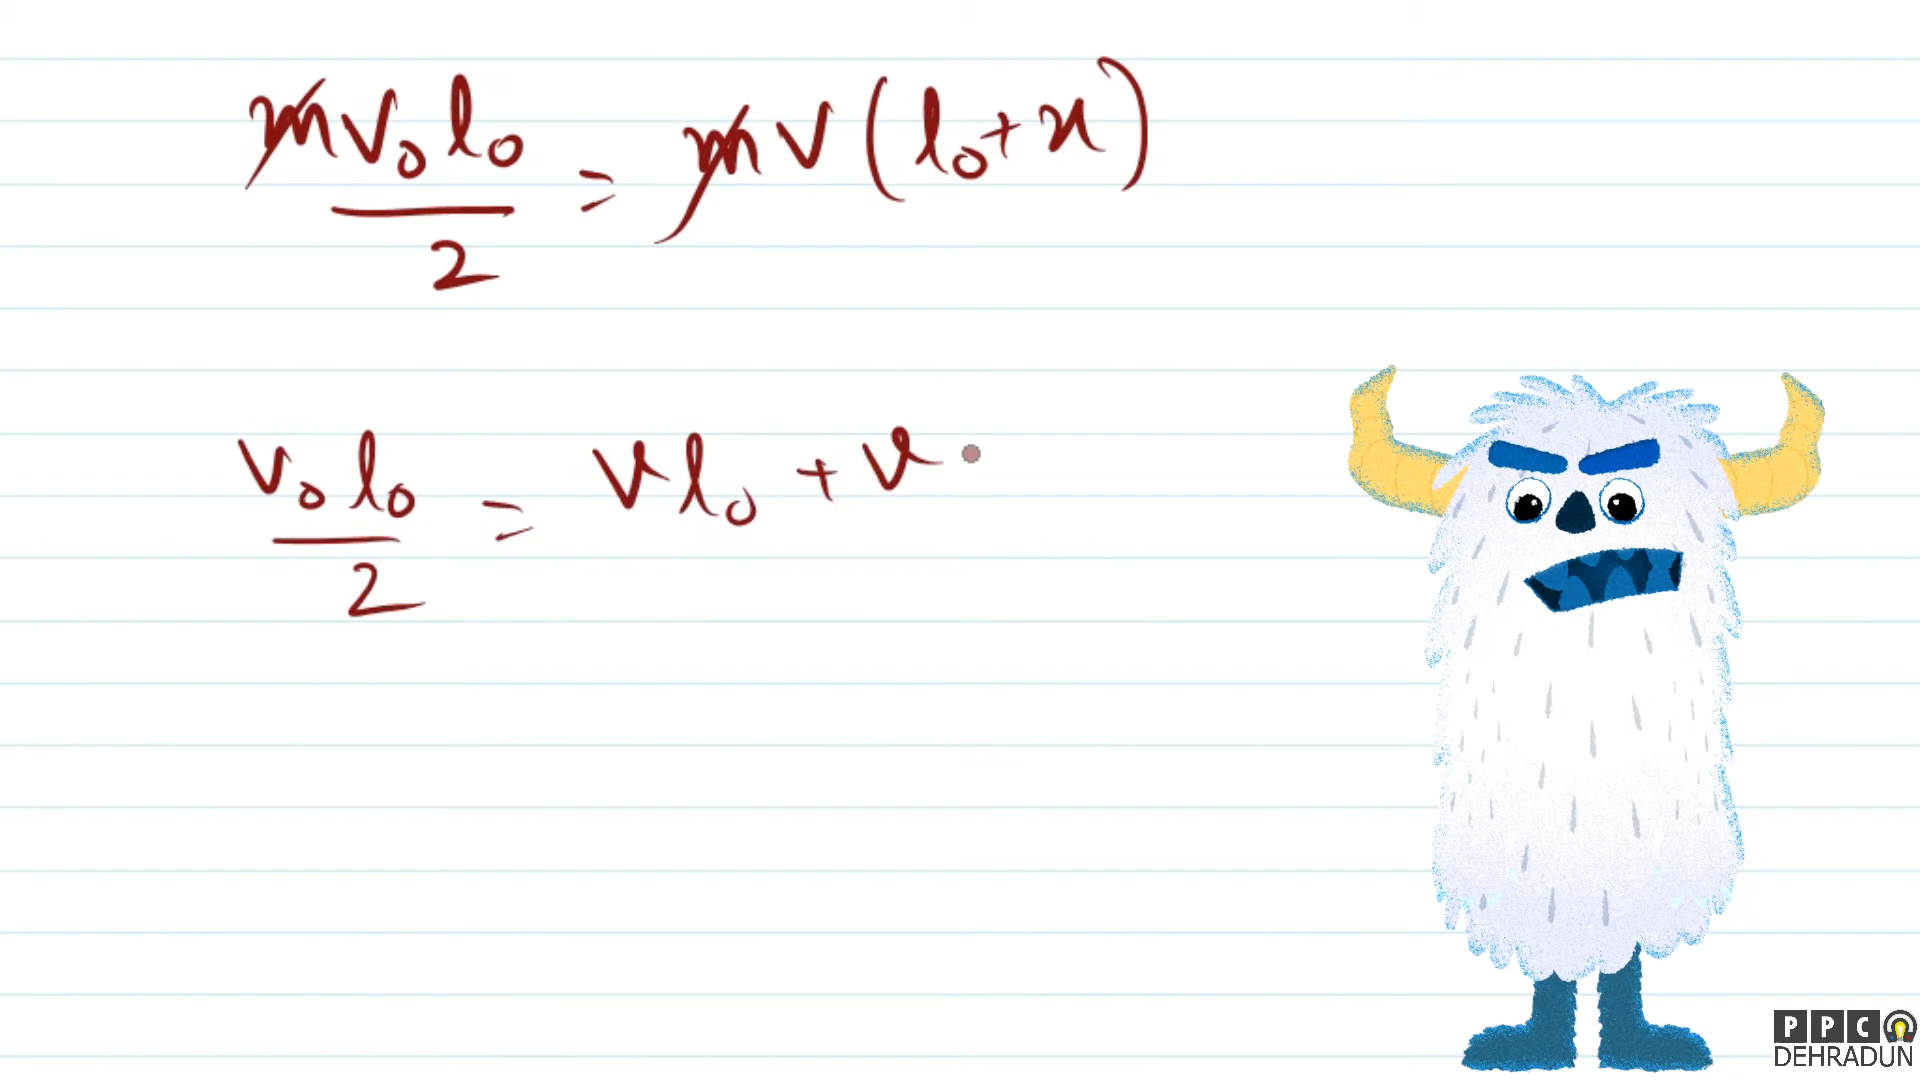 mv₀l₀/2 = mv(l₀+x)
v₀l₀/2 = vl₀ + v
PPC
DEHRADUN